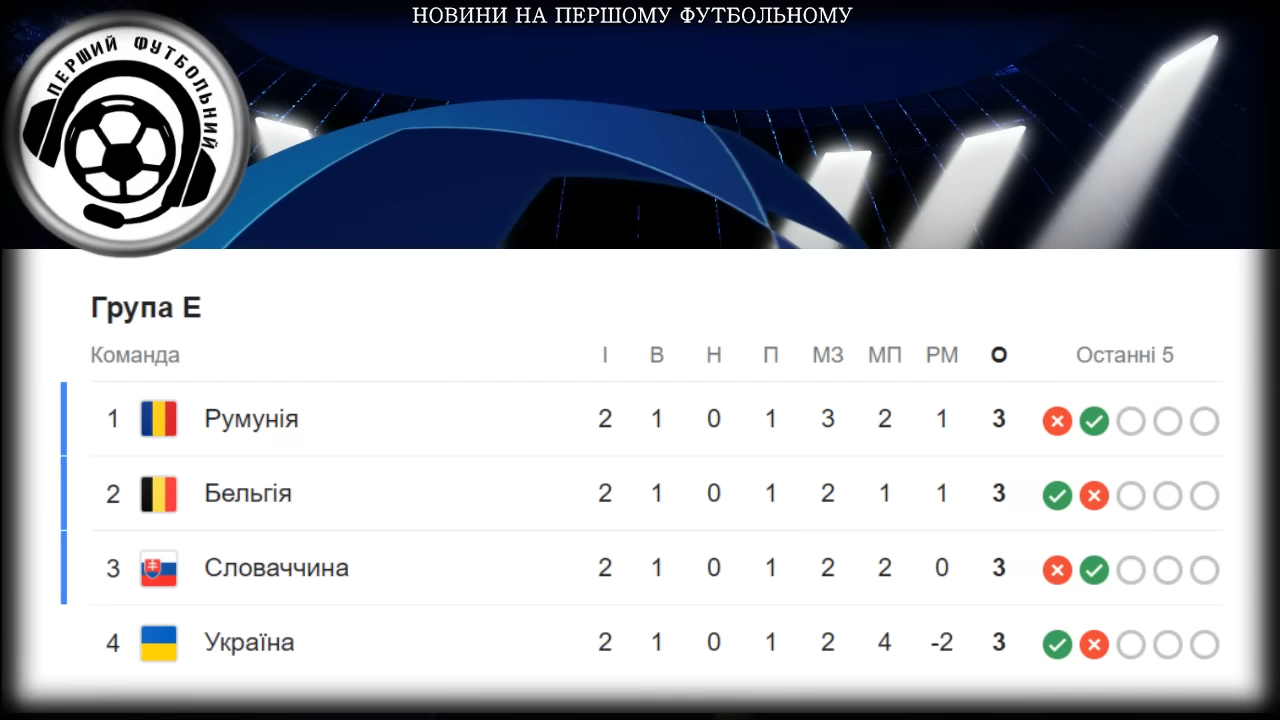 НОВИНИ НА ПЕРШОМУ ФУТБОЛЬНОМУ
ПЕРШИЙ ФУТБОЛЬНИЙ
Група E
Команда І В Н П МЗ МП РМ О Останні 5
1 Румунія 2 1 0 1 3 2 1 3
2 Бельгія 2 1 0 1 2 1 1 3
3 Словаччина 2 1 0 1 2 2 0 3
4 Україна 2 1 0 1 2 4 -2 3